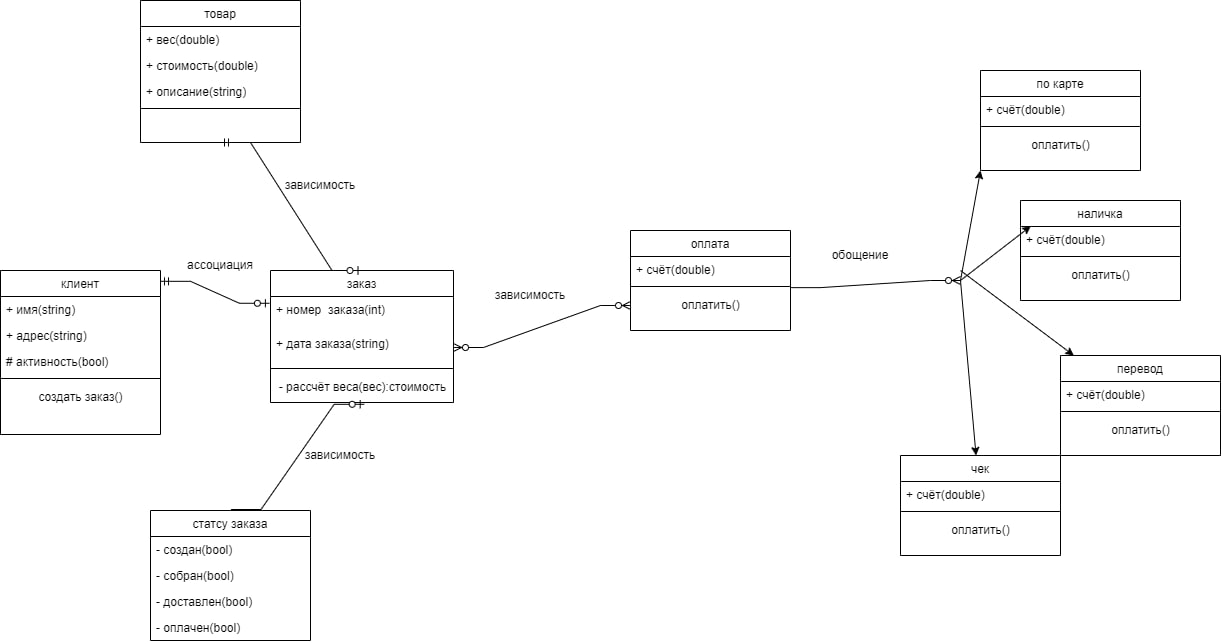 товар
+ вес(double)
+ стоимость(double)
+ описание(string)
зависимость
ассоциация
клиент
+ имя(string)
+ адрес(string)
# активность(bool)
создать заказ()
заказ
+ номер  заказа(int)
+ дата заказа(string)
- рассчёт веса(вес):стоимость
зависимость
статсу заказа
- создан(bool)
- собран(bool)
- доставлен(bool)
- оплачен(bool)
зависимость
оплата
+ счёт(double)
оплатить()
обощение
по карте
+ счёт(double)
оплатить()
наличка
+ счёт(double)
оплатить()
перевод
+ счёт(double)
оплатить()
чек
+ счёт(double)
оплатить()